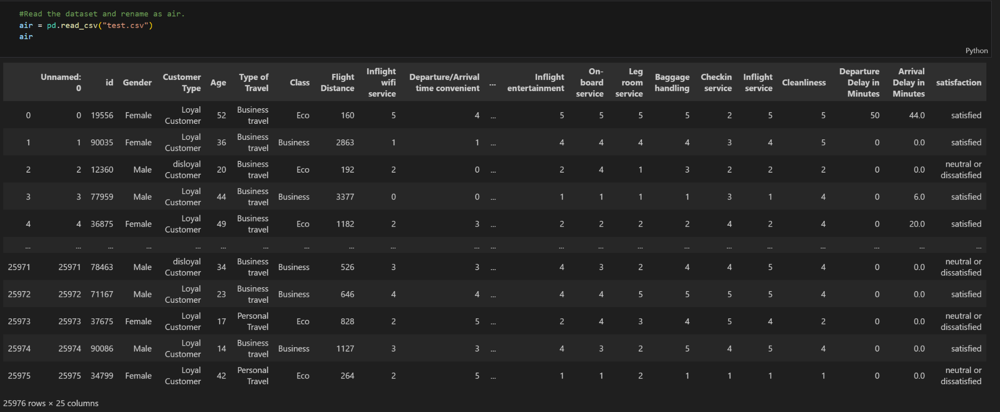 #Read the dataset and rename as air.
air = pd.read_csv("test.csv")
air
Python
Unnamed: 0 id Gender Customer Type Age Type of Travel Class Flight Distance Inflight wifi service Departure/Arrival time convenient ... Inflight entertainment On-board service Leg room service Baggage handling Checkin service Inflight service Cleanliness Departure Delay in Minutes Arrival Delay in Minutes satisfaction
0 0 19556 Female Loyal Customer 52 Business travel Eco 160 5 4 ... 5 5 5 5 2 5 5 50 44.0 satisfied
1 1 90035 Female Loyal Customer 36 Business travel Business 2863 1 1 ... 4 4 4 4 3 4 5 0 0.0 satisfied
2 2 12360 Male disloyal Customer 20 Business travel Eco 192 2 0 ... 2 4 1 3 2 2 2 0 0.0 neutral or dissatisfied
3 3 77959 Male Loyal Customer 44 Business travel Business 3377 0 0 ... 1 1 1 1 3 1 4 0 6.0 satisfied
4 4 36875 Female Loyal Customer 49 Business travel Eco 1182 2 3 ... 2 2 2 2 4 2 4 0 20.0 satisfied
... ... ... ... ... ... ... ... ... ... ... ... ... ... ... ... ... ... ... ... ... ...
25971 25971 78463 Male disloyal Customer 34 Business travel Business 526 3 3 ... 4 3 2 4 4 5 4 0 0.0 neutral or dissatisfied
25972 25972 71167 Male Loyal Customer 23 Business travel Business 646 4 4 ... 4 4 5 5 5 5 4 0 0.0 satisfied
25973 25973 37675 Female Loyal Customer 17 Personal Travel Eco 828 2 5 ... 2 4 3 4 5 4 2 0 0.0 neutral or dissatisfied
25974 25974 90086 Male Loyal Customer 14 Business travel Business 1127 3 3 ... 4 3 2 5 4 5 4 0 0.0 satisfied
25975 25975 34799 Female Loyal Customer 42 Personal Travel Eco 264 2 5 ... 1 1 2 1 1 1 1 0 0.0 neutral or dissatisfied
25976 rows × 25 columns